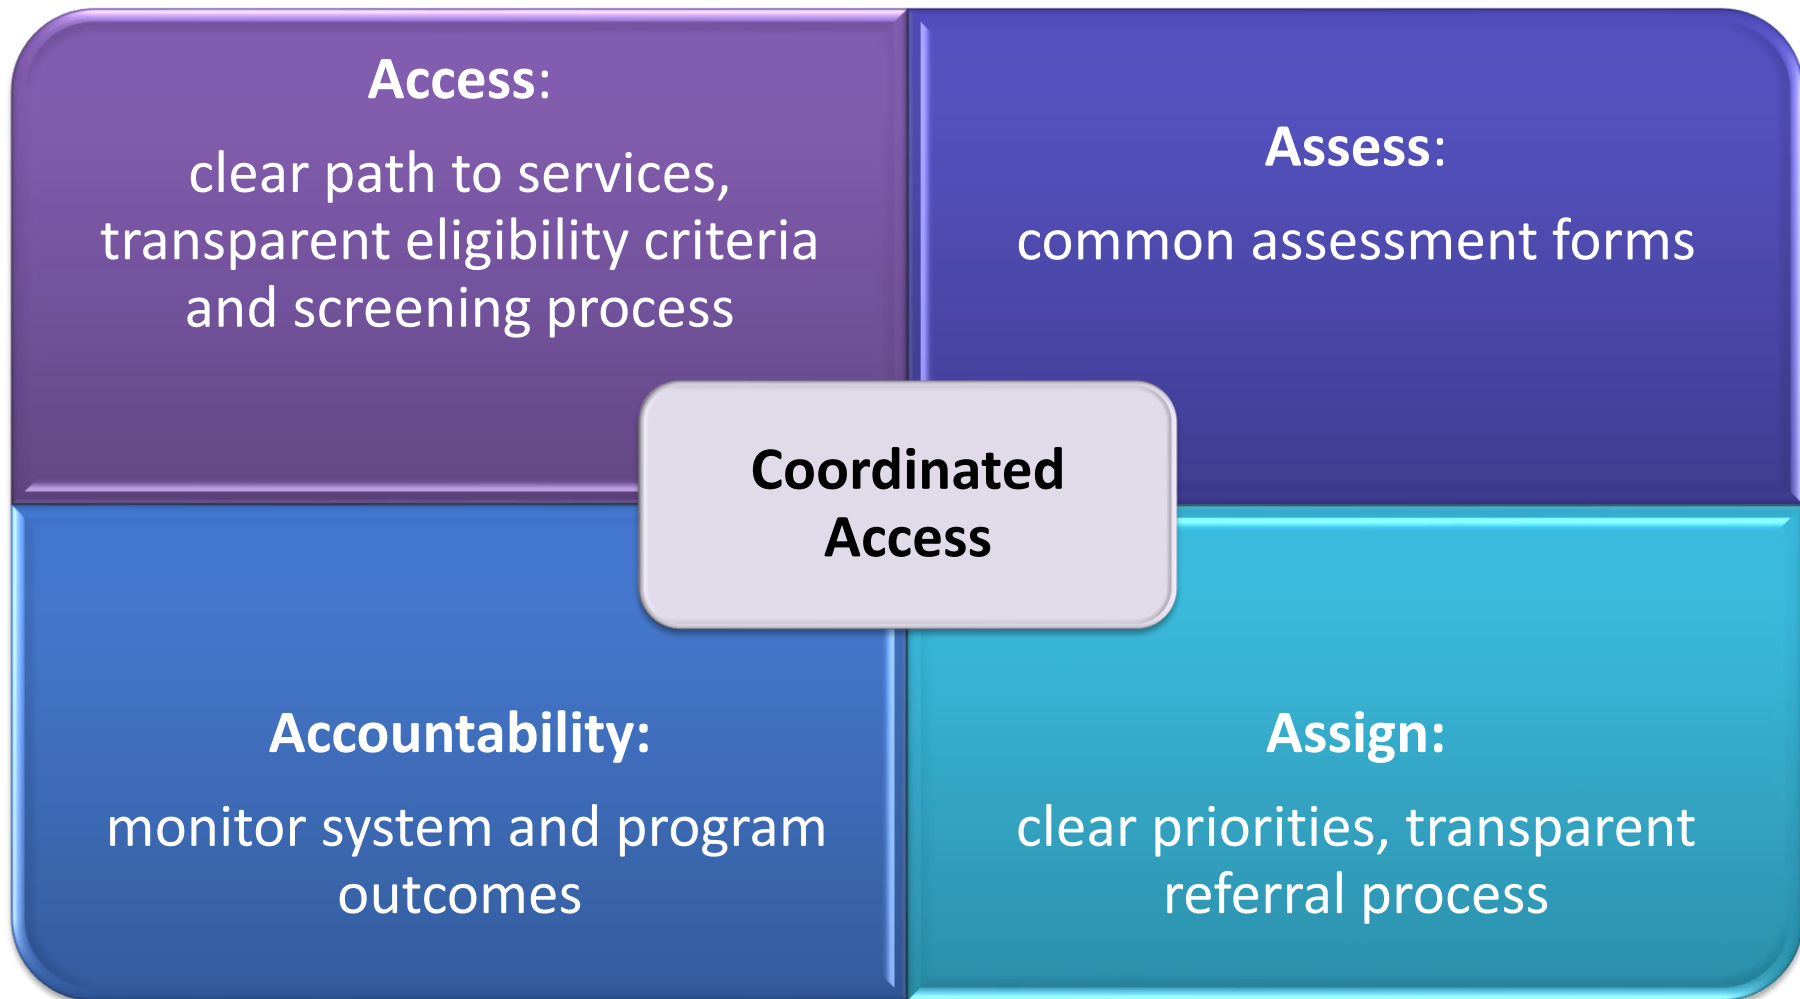 Access:
clear path to services,
transparent eligibility criteria
and screening process
Assess:
common assessment forms
Coordinated
Access
Accountability:
monitor system and program
outcomes
Assign:
clear priorities, transparent
referral process